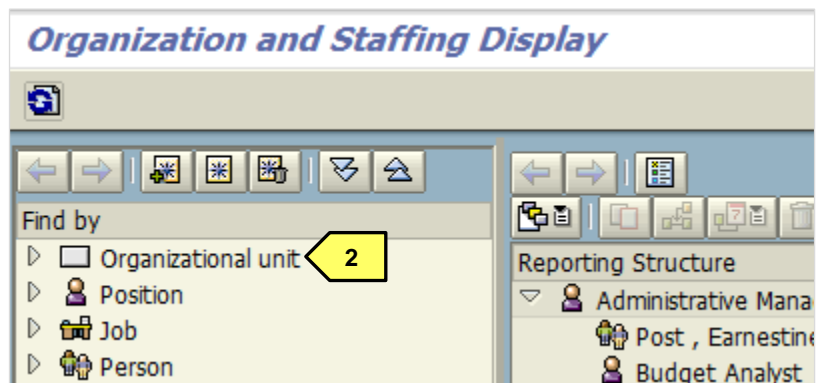 Organization and Staffing Display
Find by
Organizational unit
2
Position
Job
Person
Reporting Structure
Administrative Mana
Post , Earnestine
Budget Analyst